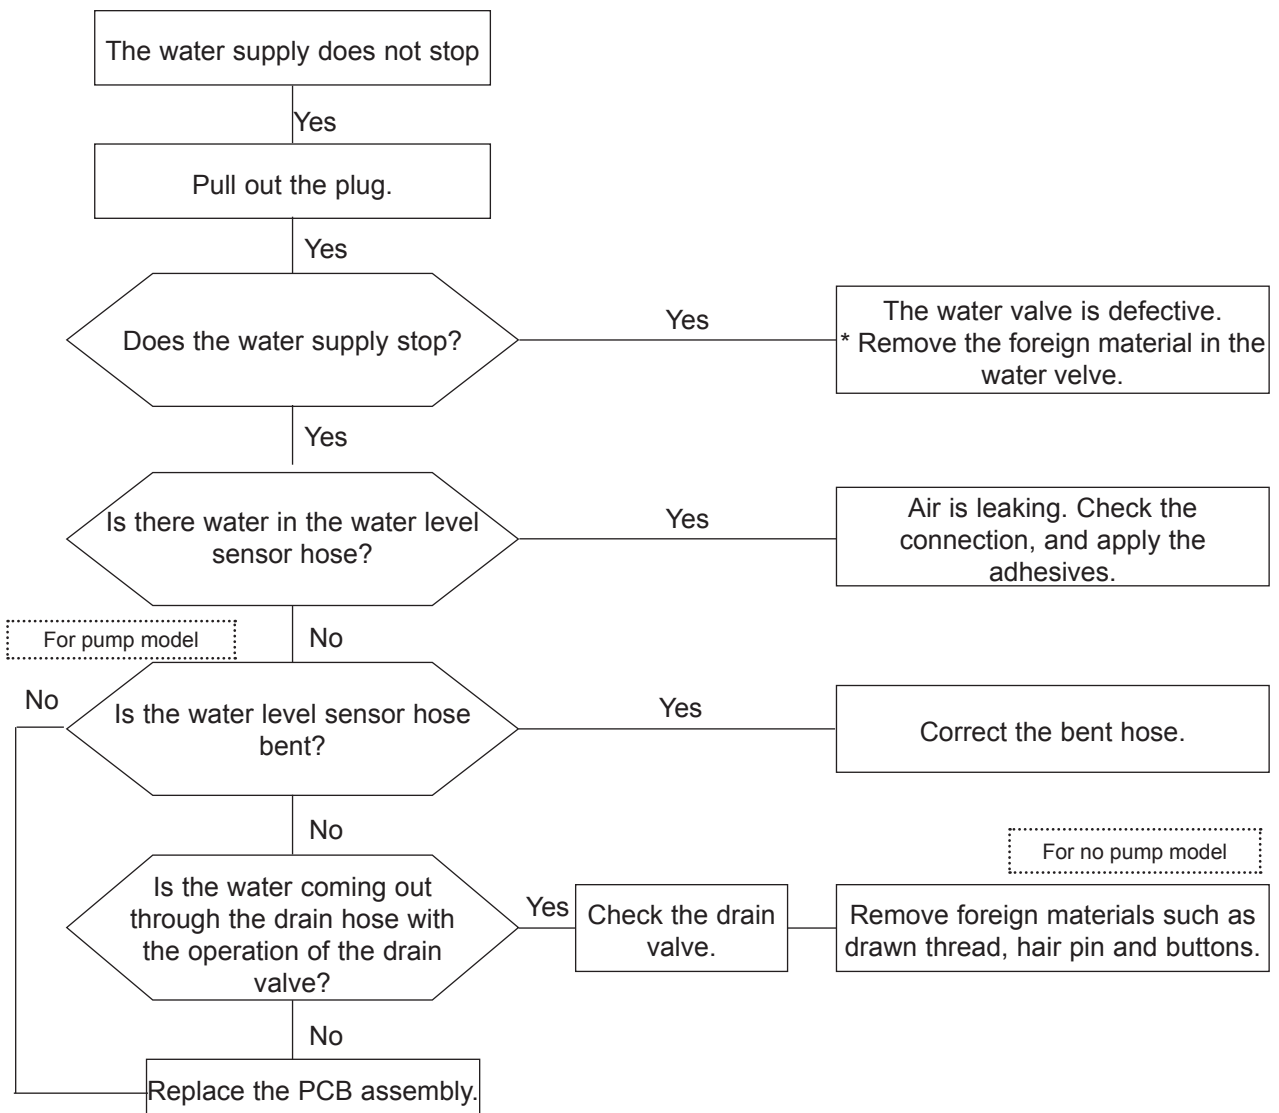 The water supply does not stop
Yes
Pull out the plug.
Yes
Does the water supply stop?
Yes
The water valve is defective.
* Remove the foreign material in the
water velve.
Yes
Is there water in the water level
sensor hose?
Yes
Air is leaking. Check the
connection, and apply the
adhesives.
For pump model
No
No
Is the water level sensor hose
bent?
Yes
Correct the bent hose.
No
For no pump model
Is the water coming out
through the drain hose with
the operation of the drain
valve?
Yes
Check the drain
valve.
Remove foreign materials such as
drawn thread, hair pin and buttons.
No
Replace the PCB assembly.